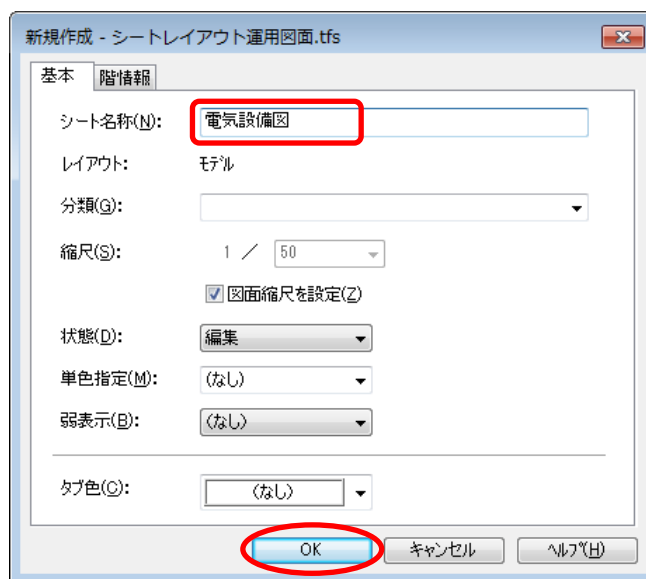 新規作成 - シートレイアウト運用図面.tfs
基本 階情報
シート名称(N): 電気設備図
レイアウト: モデル
分類(G):
縮尺(S): 1 / 50
図面縮尺を設定(Z)
状態(D): 編集
単色指定(M): (なし)
弱表示(B): (なし)
タブ色(C): (なし)
OK キャンセル ヘルプ(H)